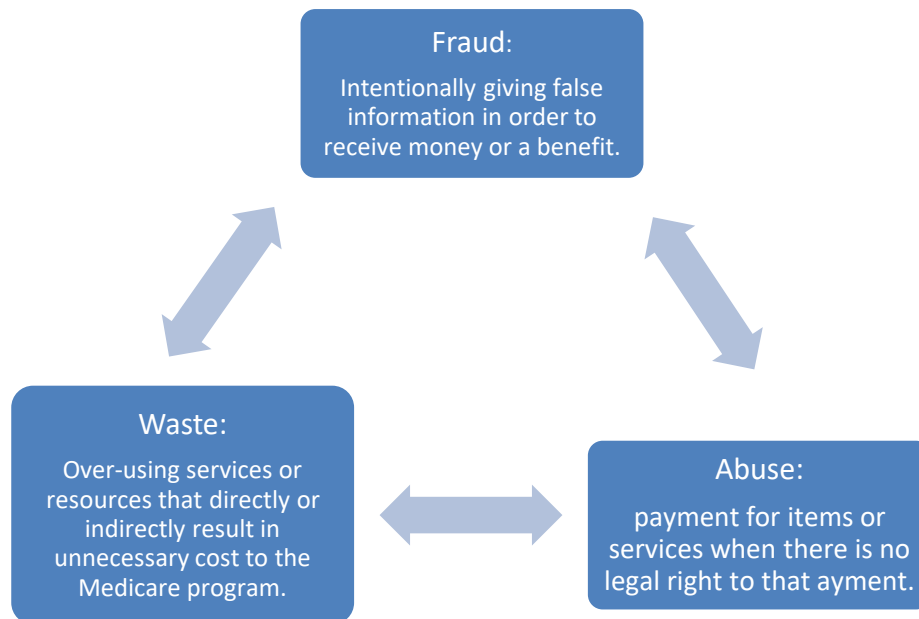 Fraud:
Intentionally giving false
information in order to
receive money or a benefit.
Waste:
Over-using services or
resources that directly or
indirectly result in
unnecessary cost to the
Medicare program.
Abuse:
payment for items or
services when there is no
legal right to that ayment.